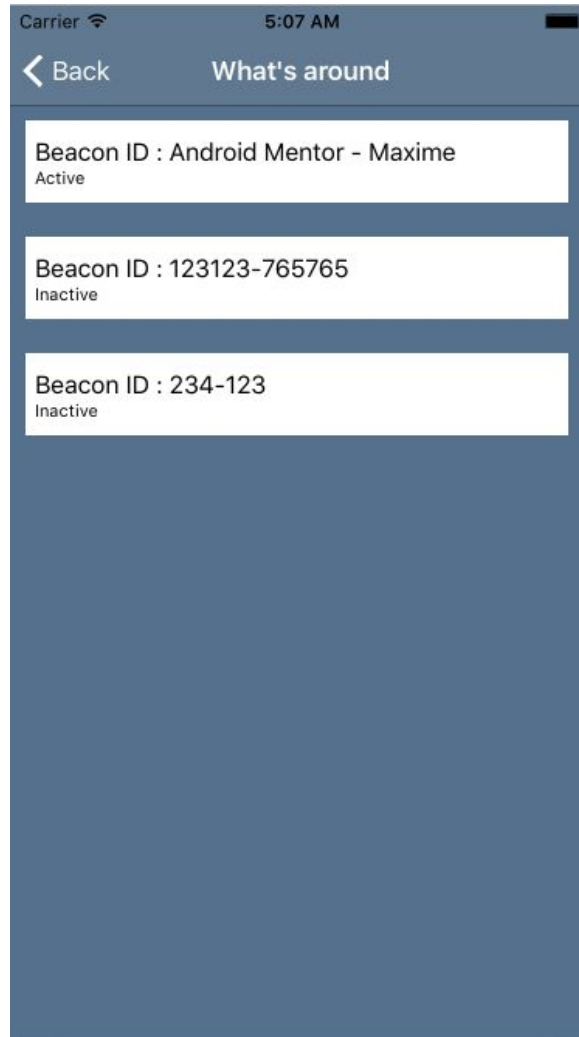 Carrier 5:07 AM
Back What's around
Beacon ID : Android Mentor - Maxime
Active
Beacon ID : 123123-765765
Inactive
Beacon ID : 234-123
Inactive